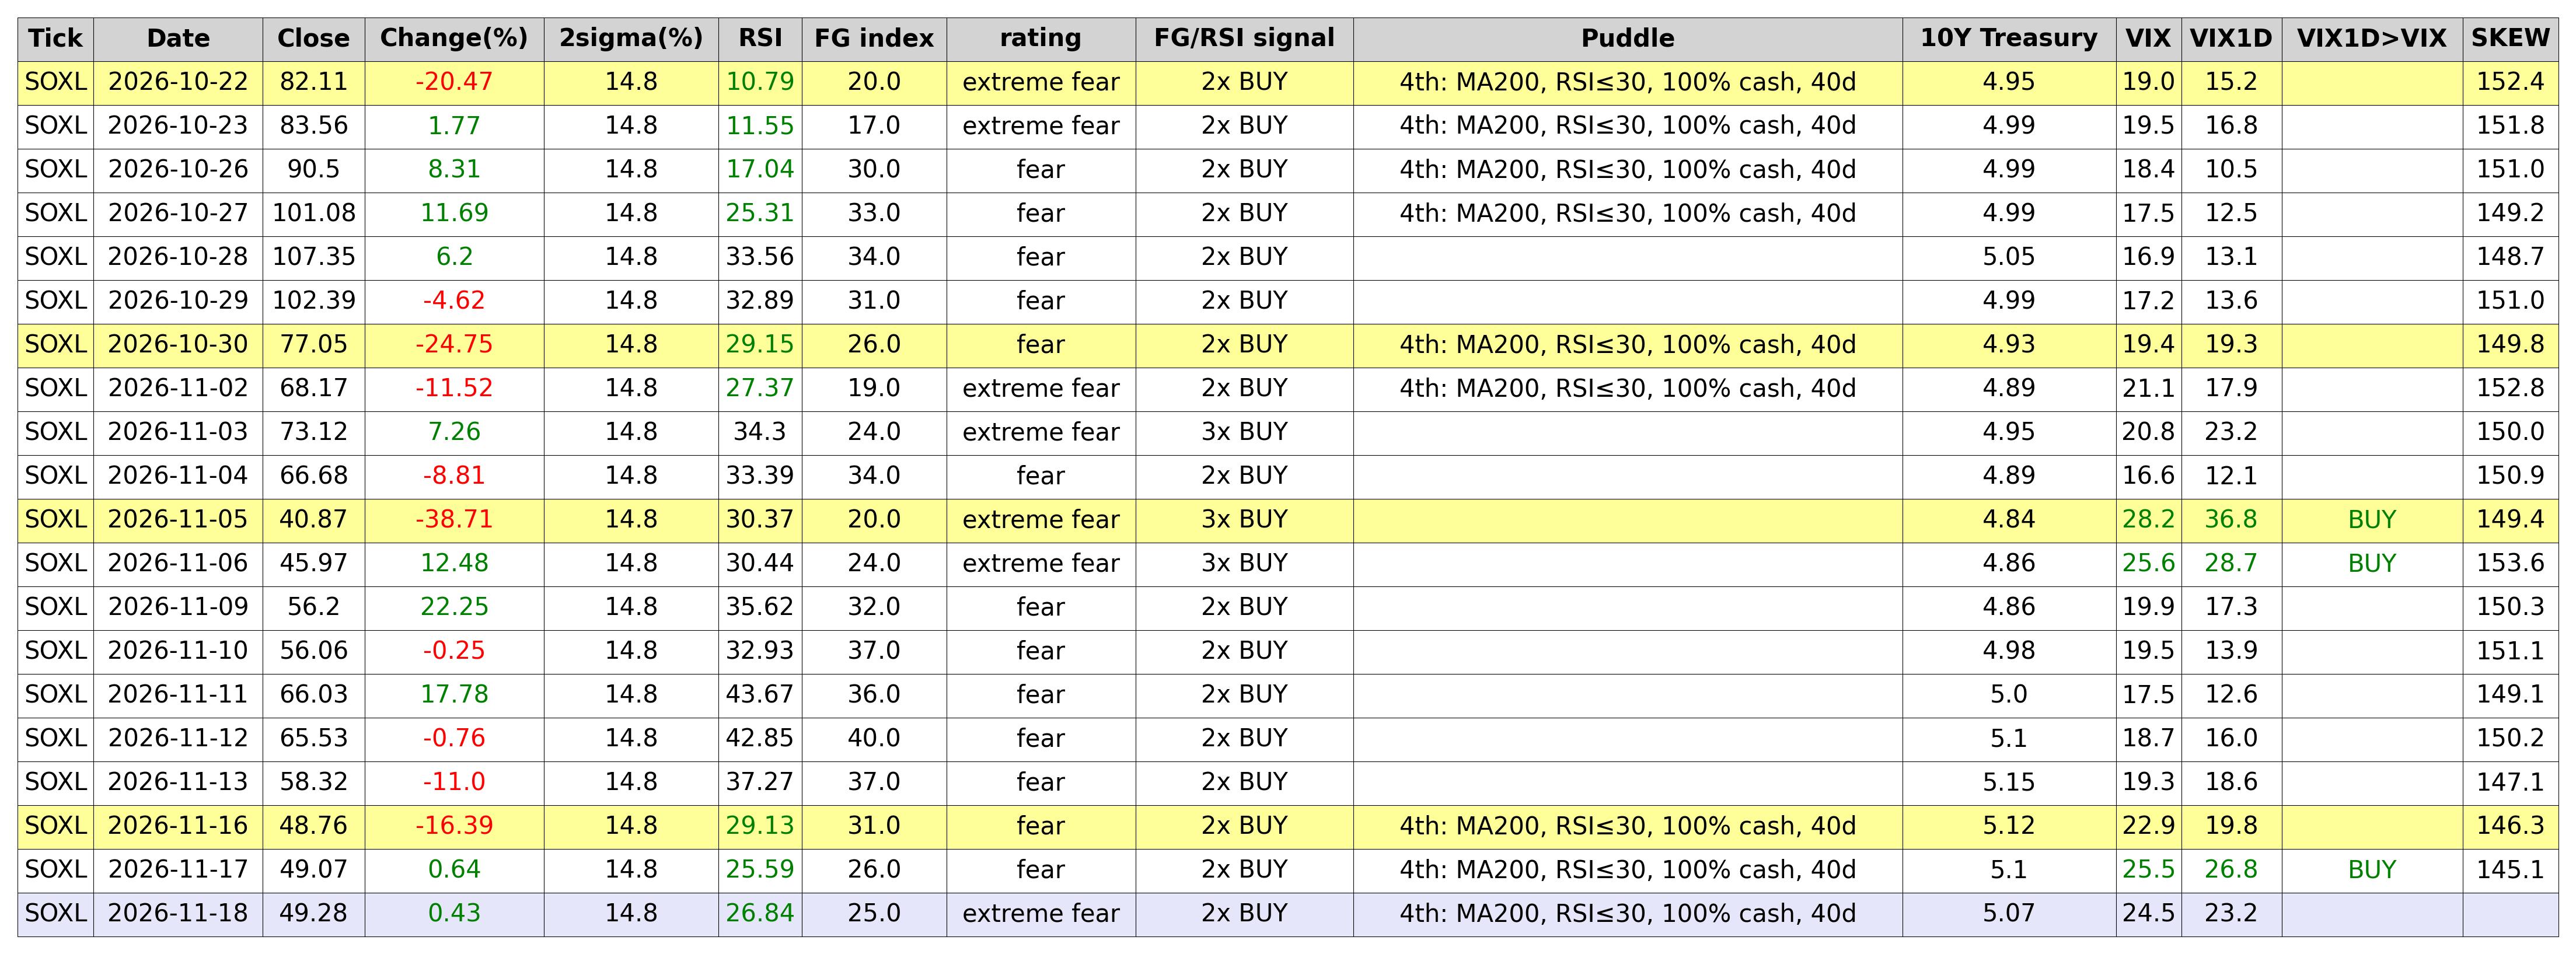 Tick Date Close Change(%) 2sigma(%) RSI FG index rating FG/RSI signal Puddle 10Y Treasury VIX VIX1D VIX1D>VIX SKEW
SOXL 2026-10-22 82.11 -20.47 14.8 10.79 20.0 extreme fear 2x BUY 4th: MA200, RSI≤30, 100% cash, 40d 4.95 19.0 15.2 152.4
SOXL 2026-10-23 83.56 1.77 14.8 11.55 17.0 extreme fear 2x BUY 4th: MA200, RSI≤30, 100% cash, 40d 4.99 19.5 16.8 151.8
SOXL 2026-10-26 90.5 8.31 14.8 17.04 30.0 fear 2x BUY 4th: MA200, RSI≤30, 100% cash, 40d 4.99 18.4 10.5 151.0
SOXL 2026-10-27 101.08 11.69 14.8 25.31 33.0 fear 2x BUY 4th: MA200, RSI≤30, 100% cash, 40d 4.99 17.5 12.5 149.2
SOXL 2026-10-28 107.35 6.2 14.8 33.56 34.0 fear 2x BUY 5.05 16.9 13.1 148.7
SOXL 2026-10-29 102.39 -4.62 14.8 32.89 31.0 fear 2x BUY 4.99 17.2 13.6 151.0
SOXL 2026-10-30 77.05 -24.75 14.8 29.15 26.0 fear 2x BUY 4th: MA200, RSI≤30, 100% cash, 40d 4.93 19.4 19.3 149.8
SOXL 2026-11-02 68.17 -11.52 14.8 27.37 19.0 extreme fear 2x BUY 4th: MA200, RSI≤30, 100% cash, 40d 4.89 21.1 17.9 152.8
SOXL 2026-11-03 73.12 7.26 14.8 34.3 24.0 extreme fear 3x BUY 4.95 20.8 23.2 150.0
SOXL 2026-11-04 66.68 -8.81 14.8 33.39 34.0 fear 2x BUY 4.89 16.6 12.1 150.9
SOXL 2026-11-05 40.87 -38.71 14.8 30.37 20.0 extreme fear 3x BUY 4.84 28.2 36.8 BUY 149.4
SOXL 2026-11-06 45.97 12.48 14.8 30.44 24.0 extreme fear 3x BUY 4.86 25.6 28.7 BUY 153.6
SOXL 2026-11-09 56.2 22.25 14.8 35.62 32.0 fear 2x BUY 4.86 19.9 17.3 150.3
SOXL 2026-11-10 56.06 -0.25 14.8 32.93 37.0 fear 2x BUY 4.98 19.5 13.9 151.1
SOXL 2026-11-11 66.03 17.78 14.8 43.67 36.0 fear 2x BUY 5.0 17.5 12.6 149.1
SOXL 2026-11-12 65.53 -0.76 14.8 42.85 40.0 fear 2x BUY 5.1 18.7 16.0 150.2
SOXL 2026-11-13 58.32 -11.0 14.8 37.27 37.0 fear 2x BUY 5.15 19.3 18.6 147.1
SOXL 2026-11-16 48.76 -16.39 14.8 29.13 31.0 fear 2x BUY 4th: MA200, RSI≤30, 100% cash, 40d 5.12 22.9 19.8 146.3
SOXL 2026-11-17 49.07 0.64 14.8 25.59 26.0 fear 2x BUY 4th: MA200, RSI≤30, 100% cash, 40d 5.1 25.5 26.8 BUY 145.1
SOXL 2026-11-18 49.28 0.43 14.8 26.84 25.0 extreme fear 2x BUY 4th: MA200, RSI≤30, 100% cash, 40d 5.07 24.5 23.2